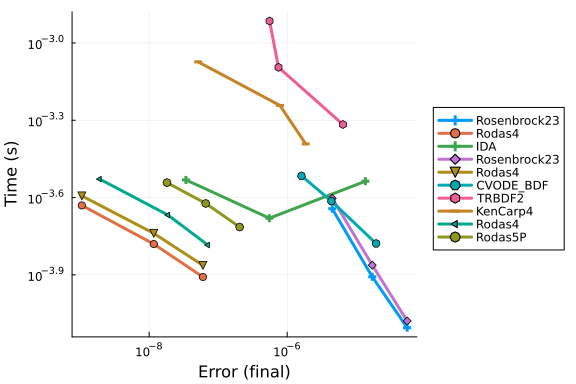 10^-3.0
10^-3.3
10^-3.6
10^-3.9
Time (s)
10^-8
10^-6
Error (final)
Rosenbrock23
Rodas4
IDA
Rosenbrock23
Rodas4
CVODE_BDF
TRBDF2
KenCarp4
Rodas4
Rodas5P